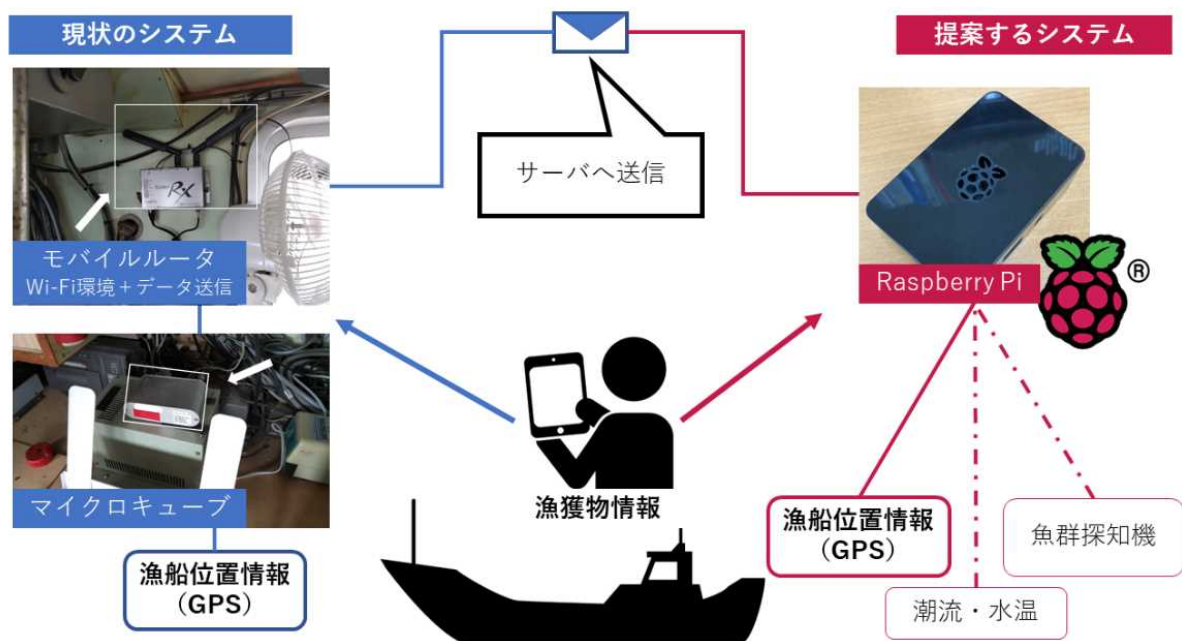 現状のシステム
提案するシステム
サーバへ送信
RX
モバイルルータ
Wi-Fi環境+データ送信
Raspberry Pi
®
マイクロキューブ
漁獲物情報
漁船位置情報
(GPS)
漁船位置情報
(GPS)
魚群探知機
潮流・水温